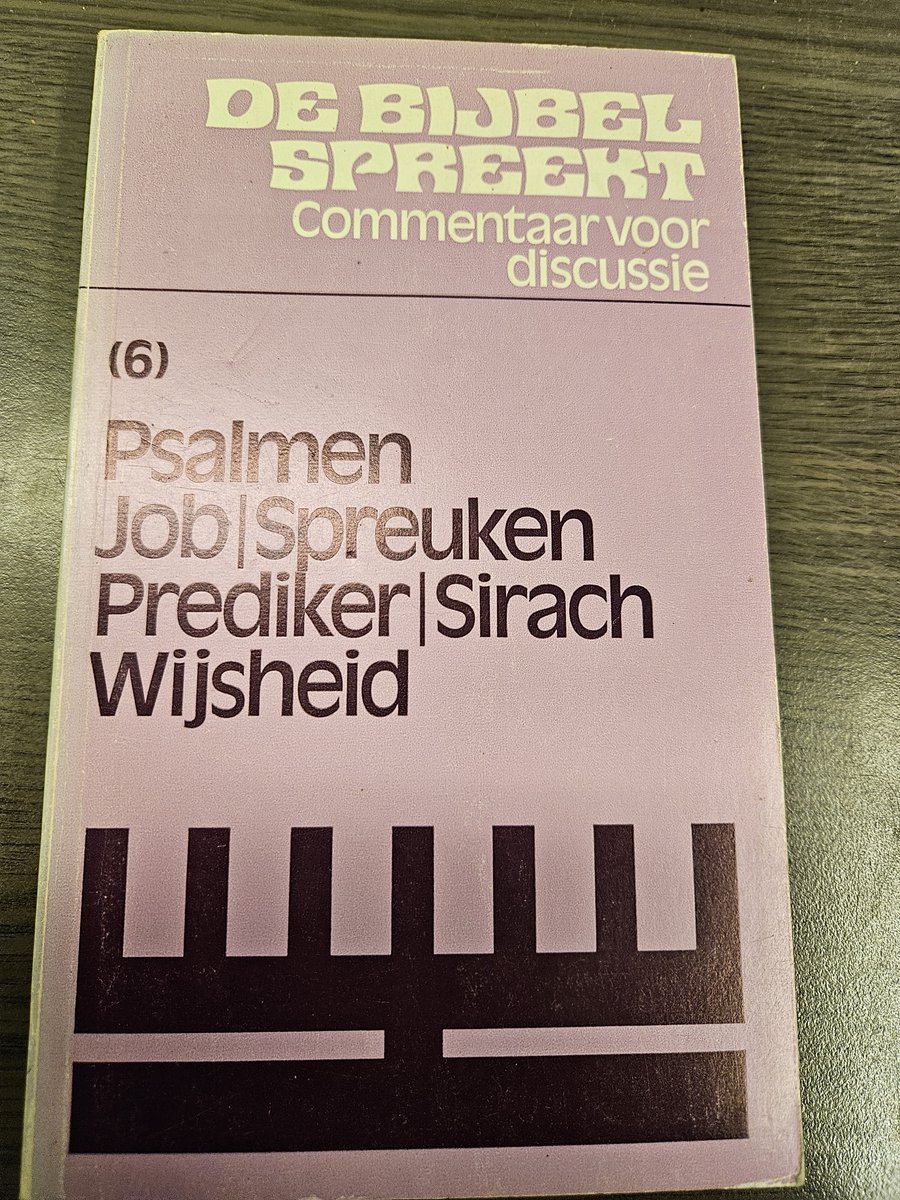 DE BIJBEL
SPREEKT
Commentaar voor
discussie
(6)
Psalmen
Job|Spreuken
Prediker|Sirach
Wijsheid